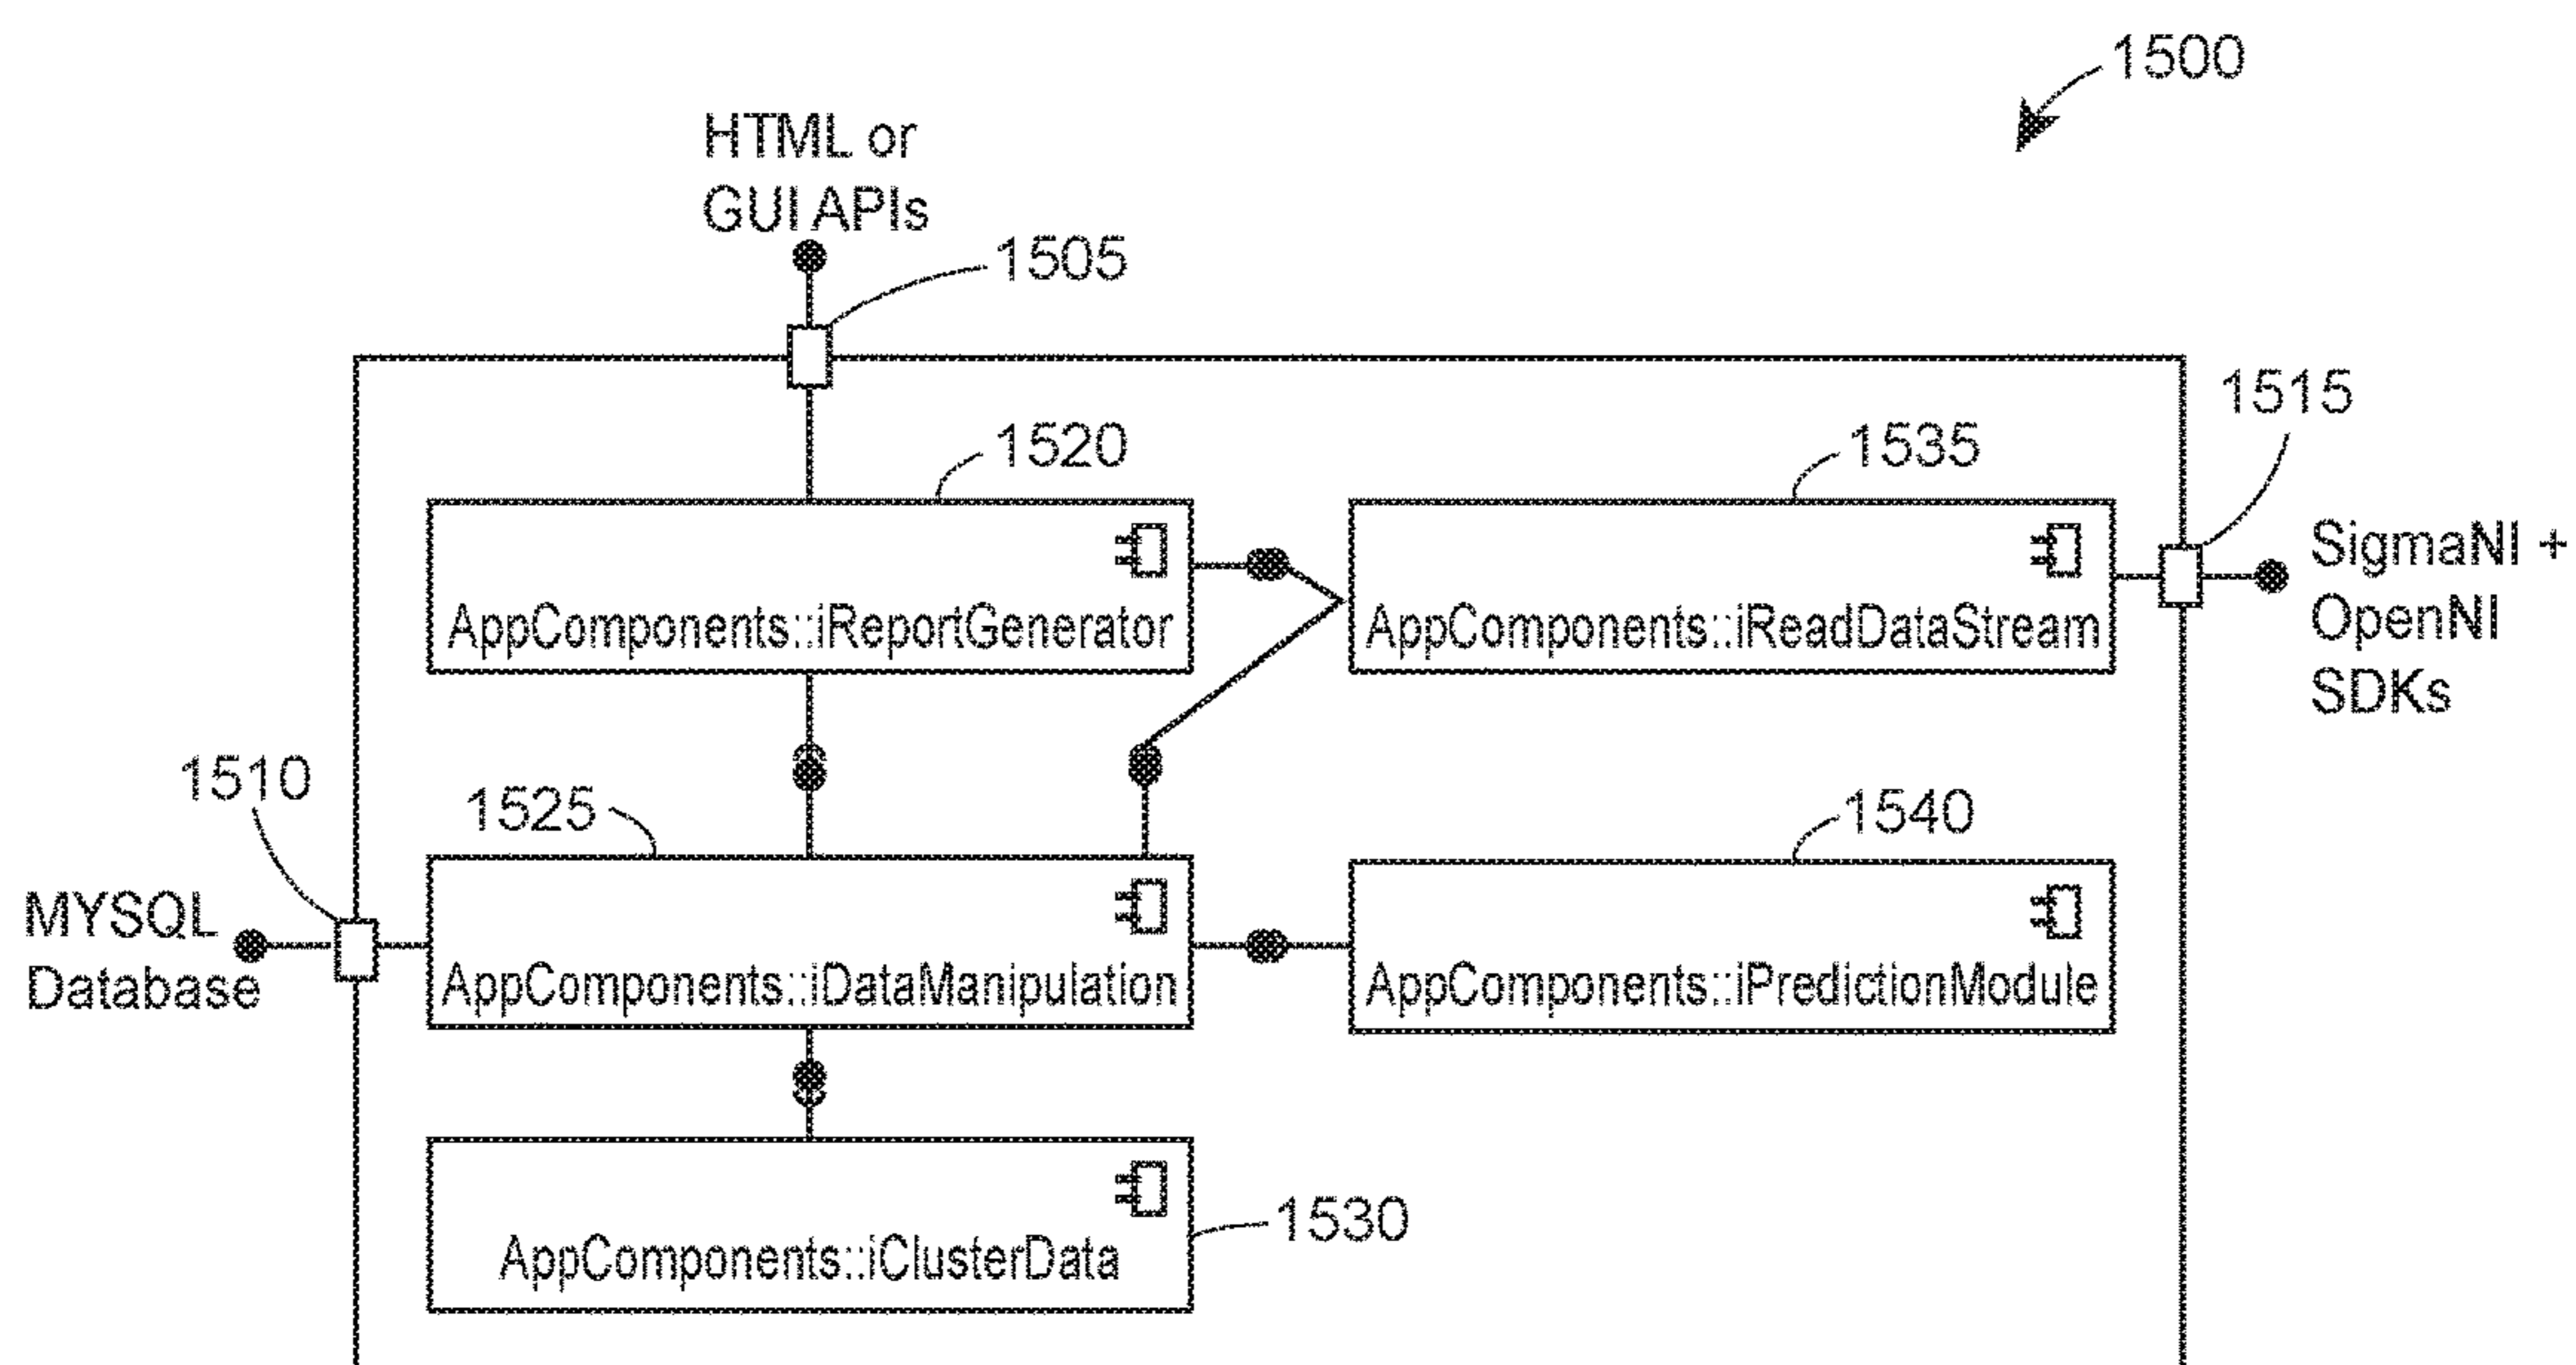 1500
HTML or
GUI APIs
1505
1515
1520
1535
SigmaNI +
OpenNI
SDKs
AppComponents::iReportGenerator
AppComponents::iReadDataStream
1510
1525
1540
MYSQL
Database
AppComponents::iDataManipulation
AppComponents::iPredictionModule
1530
AppComponents::iClusterData